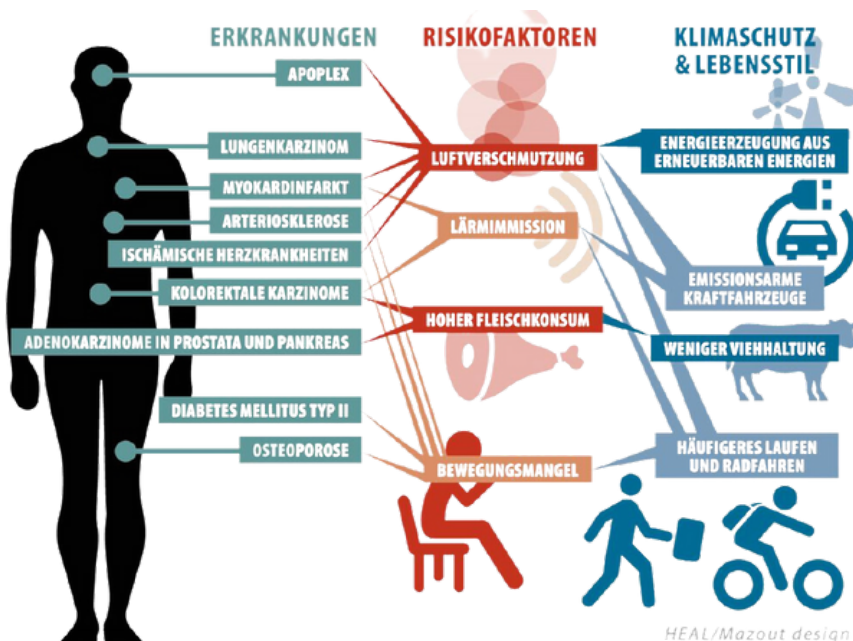 ERKRANKUNGEN
APOPLEX
LUNGENKARZINOM
MYOKARDINFARKT
ARTERIOSKLEROSE
ISCHÄMISCHE HERZKRANKHEITEN
KOLOREKTALE KARZINOME
ADENOKARZINOME IN PROSTATA UND PANKREAS
DIABETES MELLITUS TYP II
OSTEOPOROSE
RISIKOFAKTOREN
LUFTVERSCHMUTZUNG
LÄRMIMMISSION
HOHER FLEISCHKONSUM
BEWEGUNGSMANGEL
KLIMASCHUTZ
& LEBENSSTIL
ENERGIEERZEUGUNG AUS
ERNEUERBAREN ENERGIEN
EMISSIONSARME
KRAFTFAHRZEUGE
WENIGER VIEHHALTUNG
HÄUFIGERES LAUFEN
UND RADFAHREN
HEAL/Mazout design